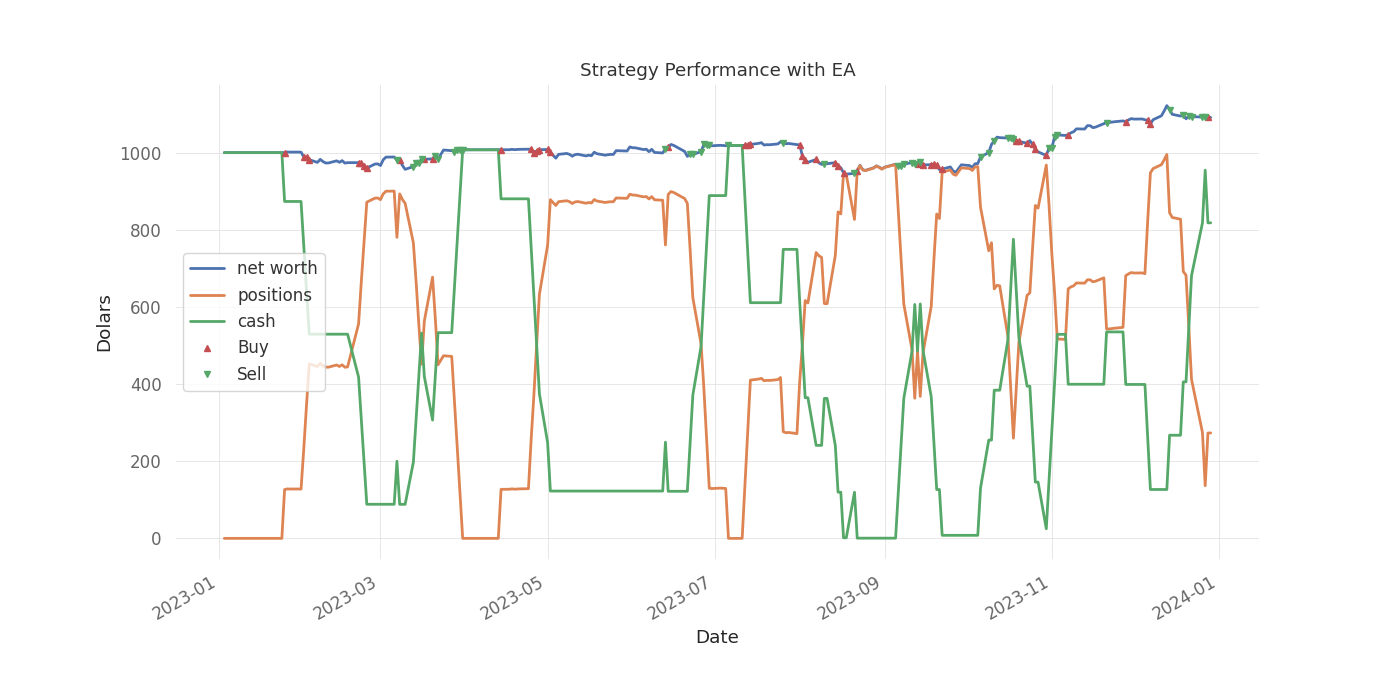 Strategy Performance with EA
1000
800
600
400
200
0
Dolars
net worth
positions
cash
Buy
Sell
2023-01
2023-03
2023-05
2023-07
2023-09
2023-11
2024-01
Date